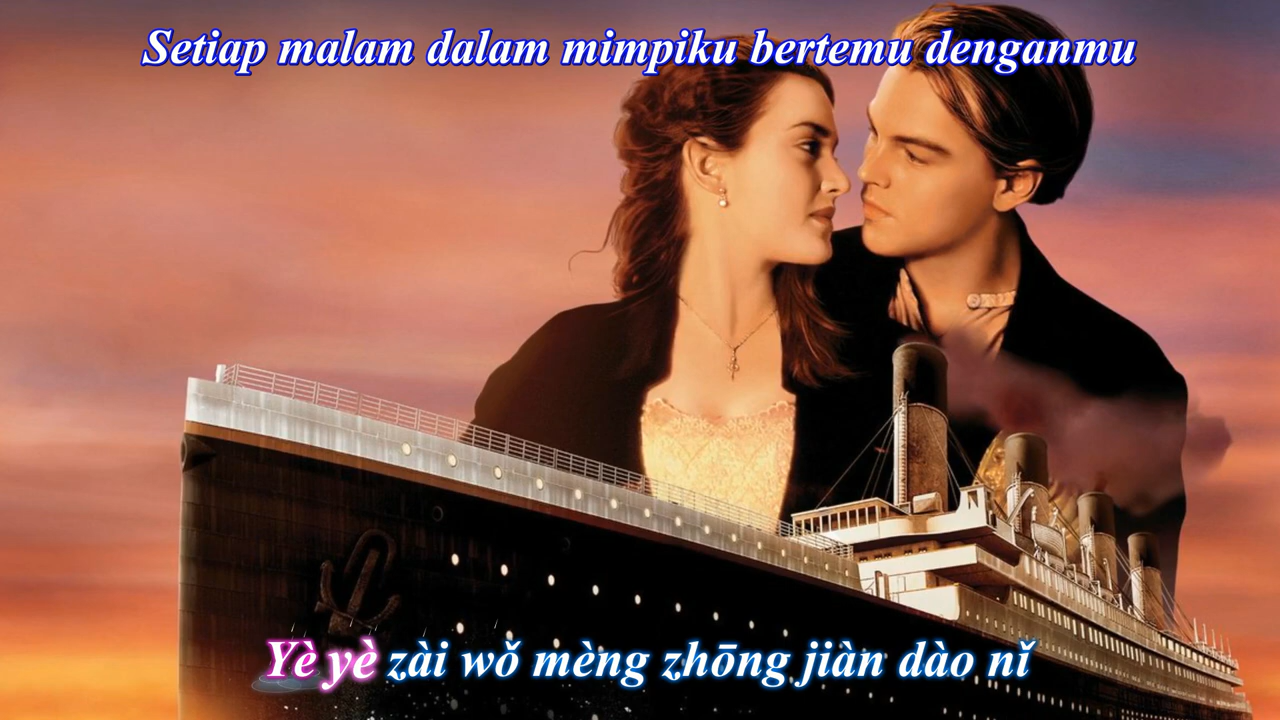 Setiap malam dalam mimpiku bertemu denganmu
Yè yè zài wǒ mèng zhōng jiàn dào nǐ